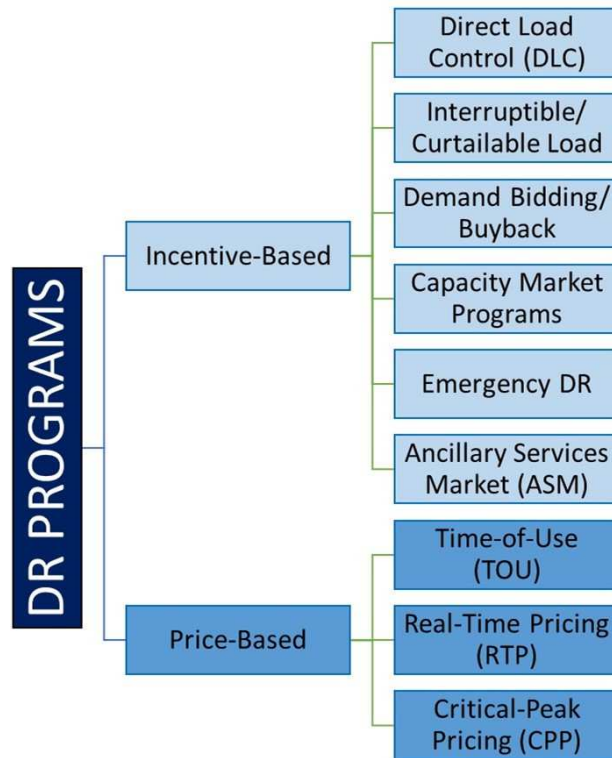 DR PROGRAMS
Incentive-Based
Direct Load
Control (DLC)
Interruptible/
Curtailable Load
Demand Bidding/
Buyback
Capacity Market
Programs
Emergency DR
Ancillary Services
Market (ASM)
Price-Based
Time-of-Use
(TOU)
Real-Time Pricing
(RTP)
Critical-Peak
Pricing (CPP)